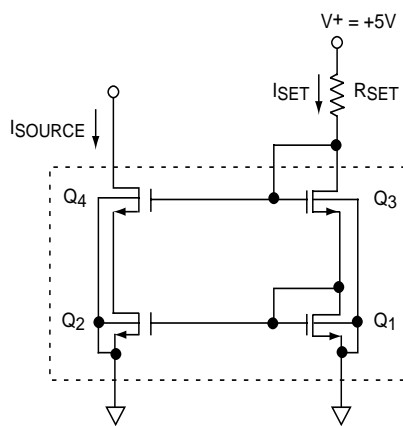 V+ = +5V
ISET
RSET
ISOURCE
Q4
Q3
Q2
Q1